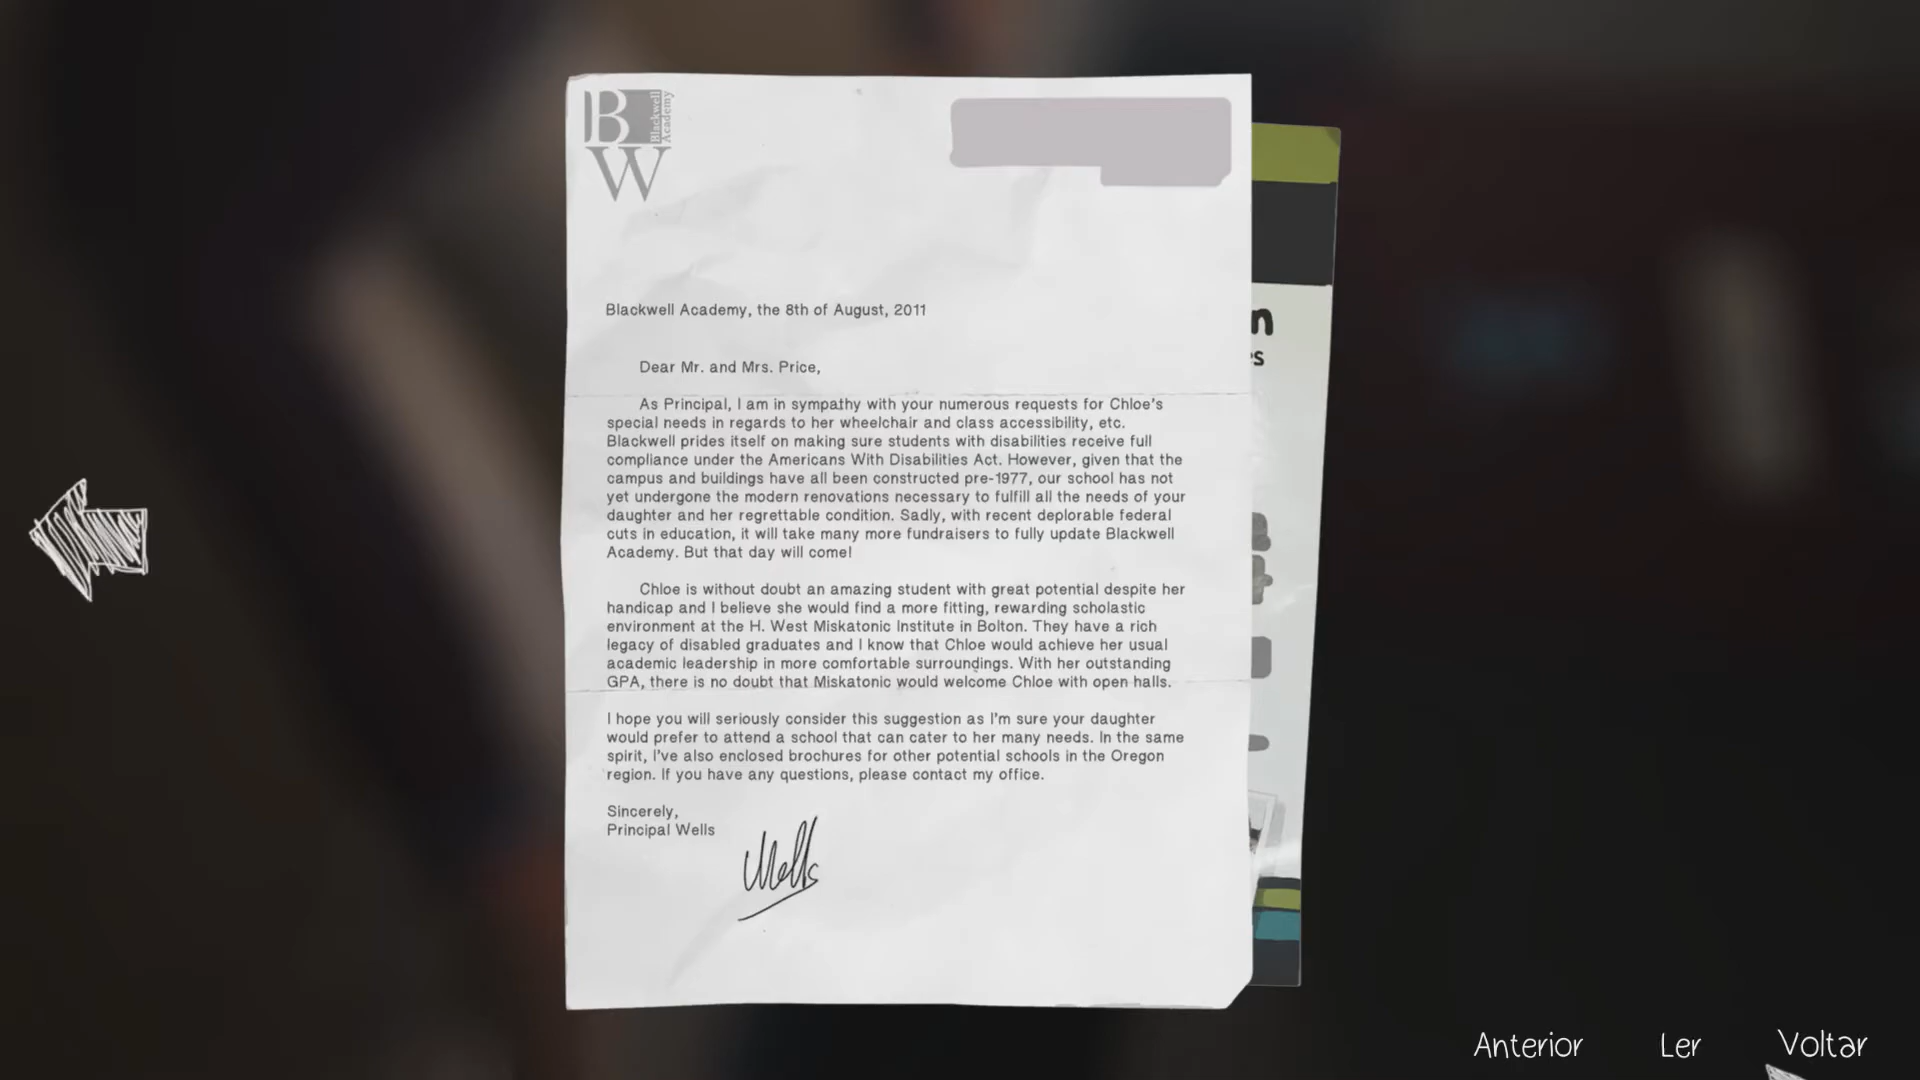 B
Blackwell
Academy
W
Blackwell Academy, the 8th of August, 2011
Dear Mr. and Mrs. Price,
As Principal, I am in sympathy with your numerous requests for Chloe's
special needs in regards to her wheelchair and class accessibility, etc.
Blackwell prides itself on making sure students with disabilities receive full
compliance under the Americans With Disabilities Act. However, given that the
campus and buildings have all been constructed pre-1977, our school has not
yet undergone the modern renovations necessary to fulfill all the needs of your
daughter and her regrettable condition. Sadly, with recent deplorable federal
cuts in education, it will take many more fundraisers to fully update Blackwell
Academy. But that day will come!
Chloe is without doubt an amazing student with great potential despite her
handicap and I believe she would find a more fitting, rewarding scholastic
environment at the H. West Miskatonic Institute in Bolton. They have a rich
legacy of disabled graduates and I know that Chloe would achieve her usual
academic leadership in more comfortable surroundings. With her outstanding
GPA, there is no doubt that Miskatonic would welcome Chloe with open halls.
I hope you will seriously consider this suggestion as I'm sure your daughter
would prefer to attend a school that can cater to her many needs. In the same
spirit, I've also enclosed brochures for other potential schools in the Oregon
region. If you have any questions, please contact my office.
Sincerely,
Principal Wells
Wells
n
es
Anterior Ler Voltar